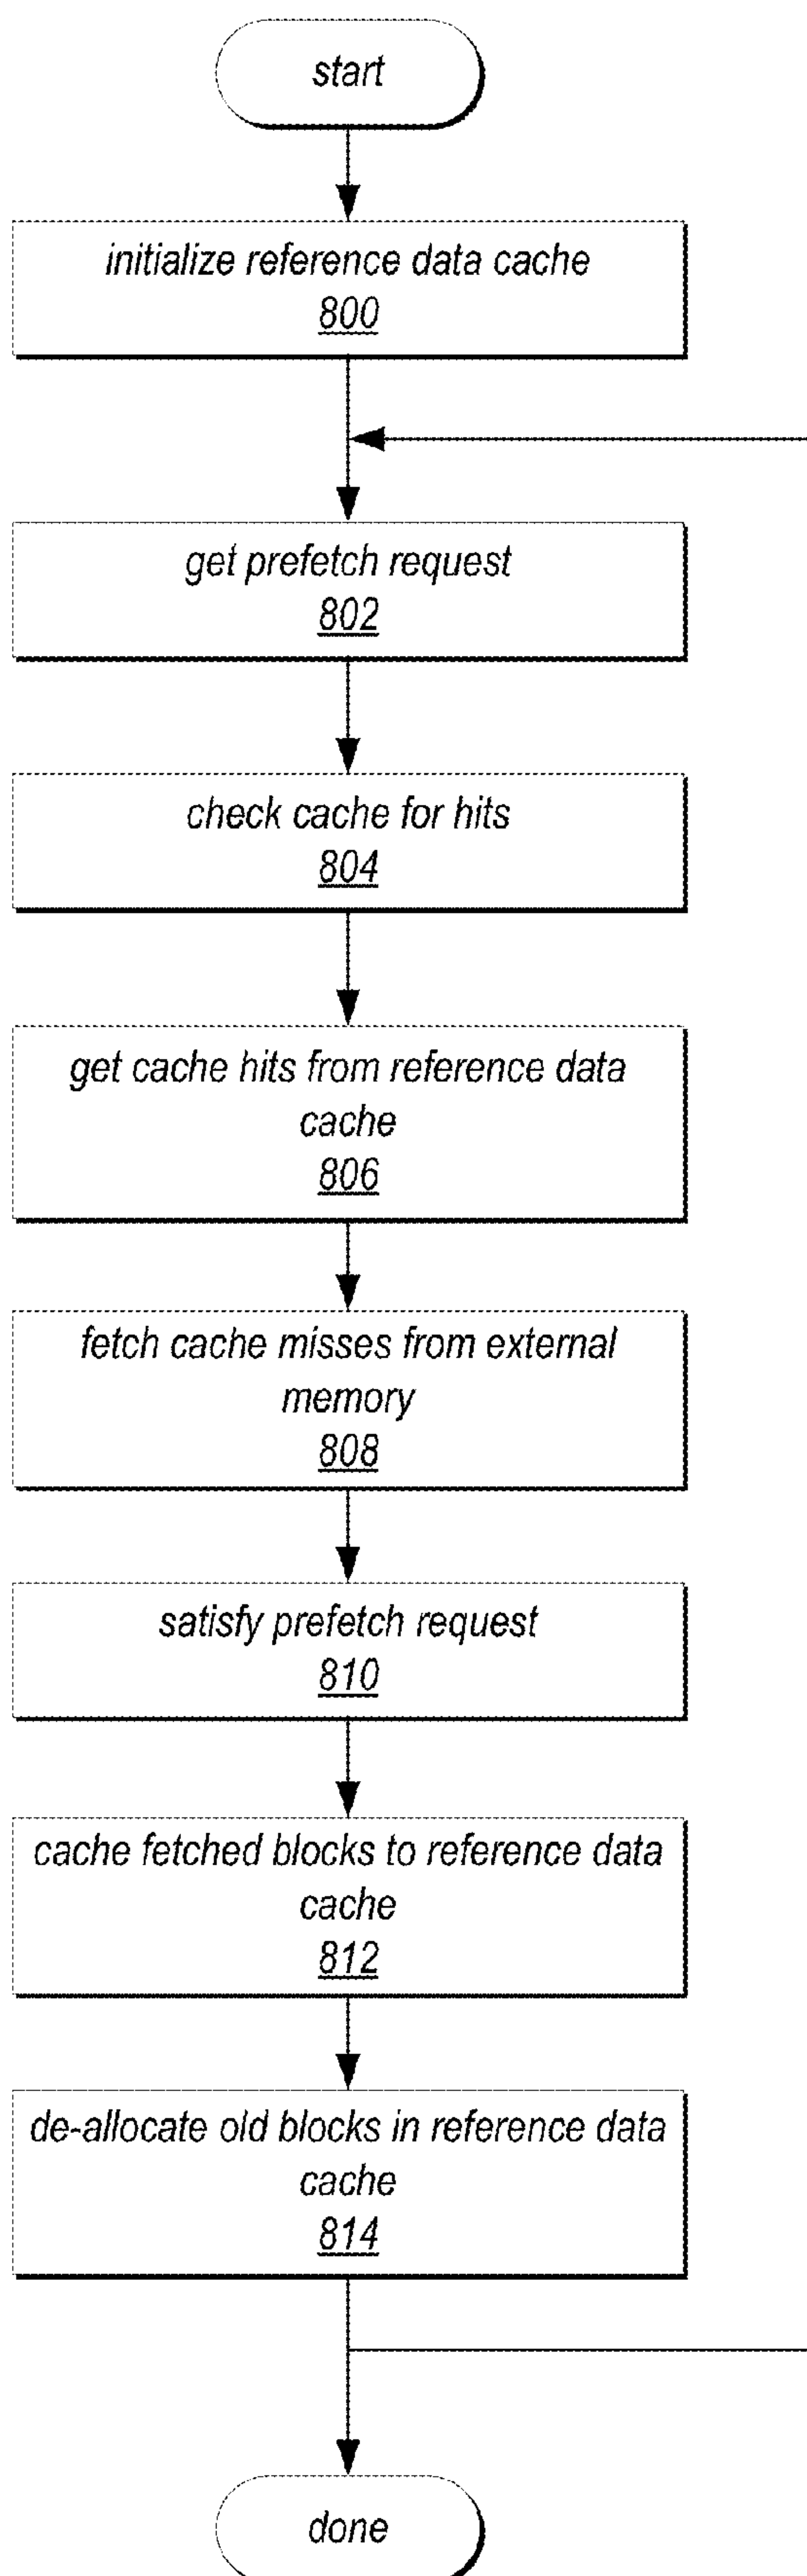 start
initialize reference data cache
800
get prefetch request
802
check cache for hits
804
get cache hits from reference data
cache
806
fetch cache misses from external
memory
808
satisfy prefetch request
810
cache fetched blocks to reference data
cache
812
de-allocate old blocks in reference data
cache
814
done